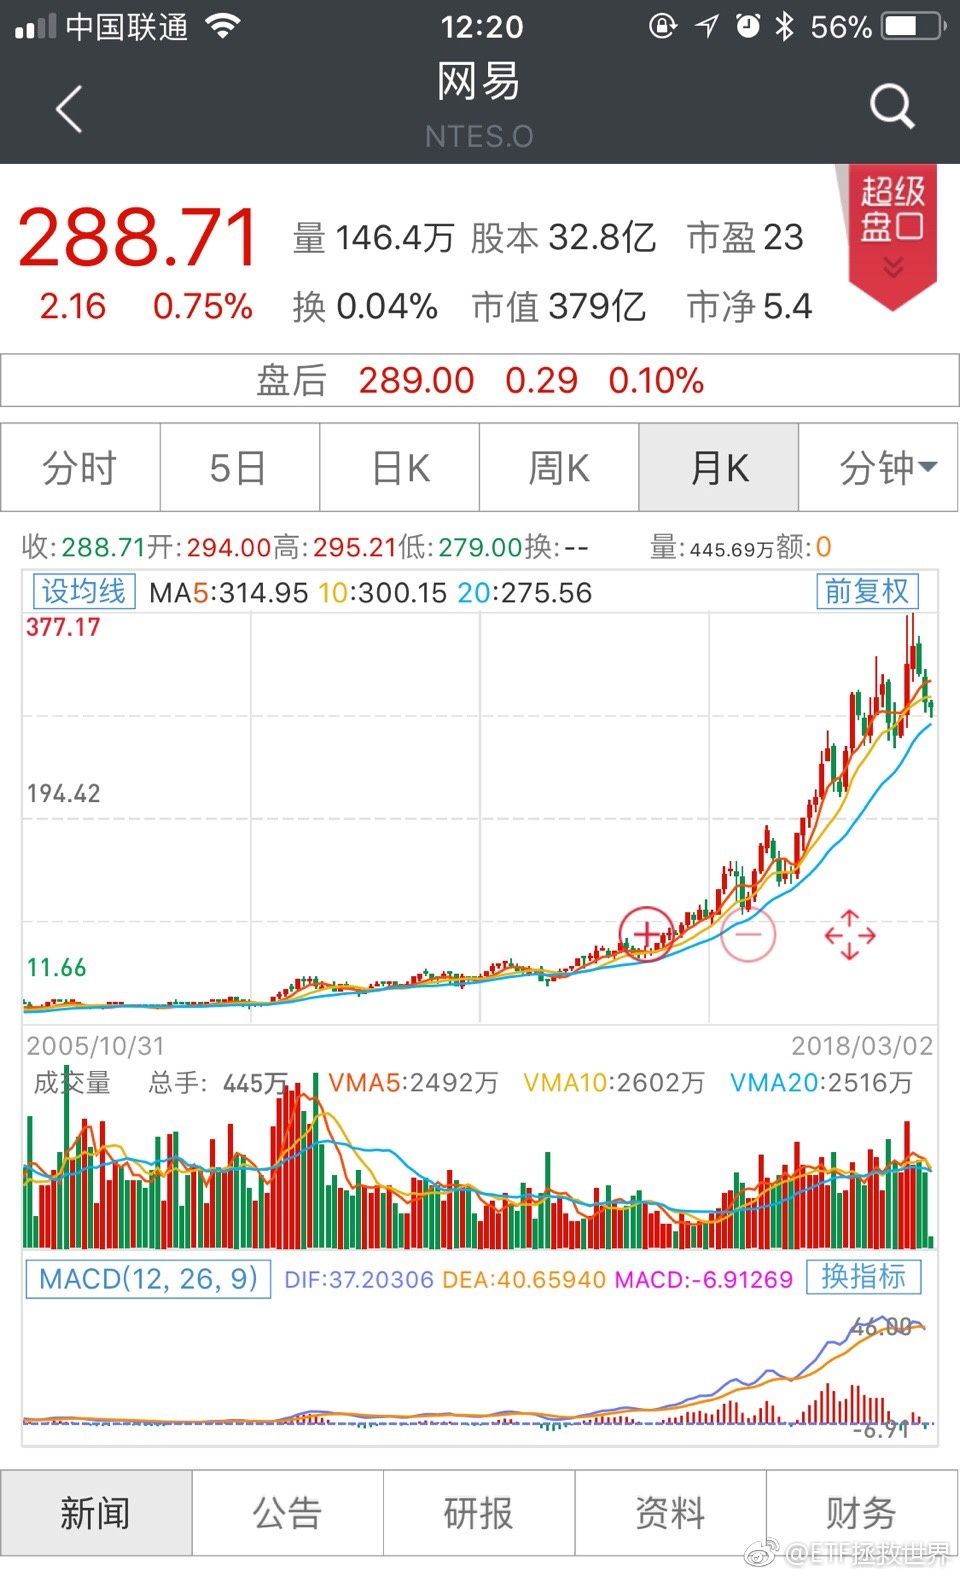 中国联通 12:20 56%
网易
NTES.O
超级
盘口
288.71 量 146.4万 股本 32.8亿 市盈 23
2.16 0.75% 换 0.04% 市值 379亿 市净 5.4
盘后 289.00 0.29 0.10%
分时 5日 日K 周K 月K 分钟
收:288.71开:294.00高:295.21低:279.00换:-- 量:445.69万额:0
设均线 MA5:314.95 10:300.15 20:275.56 前复权
377.17
194.42
11.66
2005/10/31 2018/03/02
成交量 总手: 445万 VMA5:2492万 VMA10:2602万 VMA20:2516万
MACD(12, 26, 9) DIF:37.20306 DEA:40.65940 MACD:-6.91269 换指标
46.00
-6.91
新闻 公告 研报 资料 财务
@ETF拯救世界